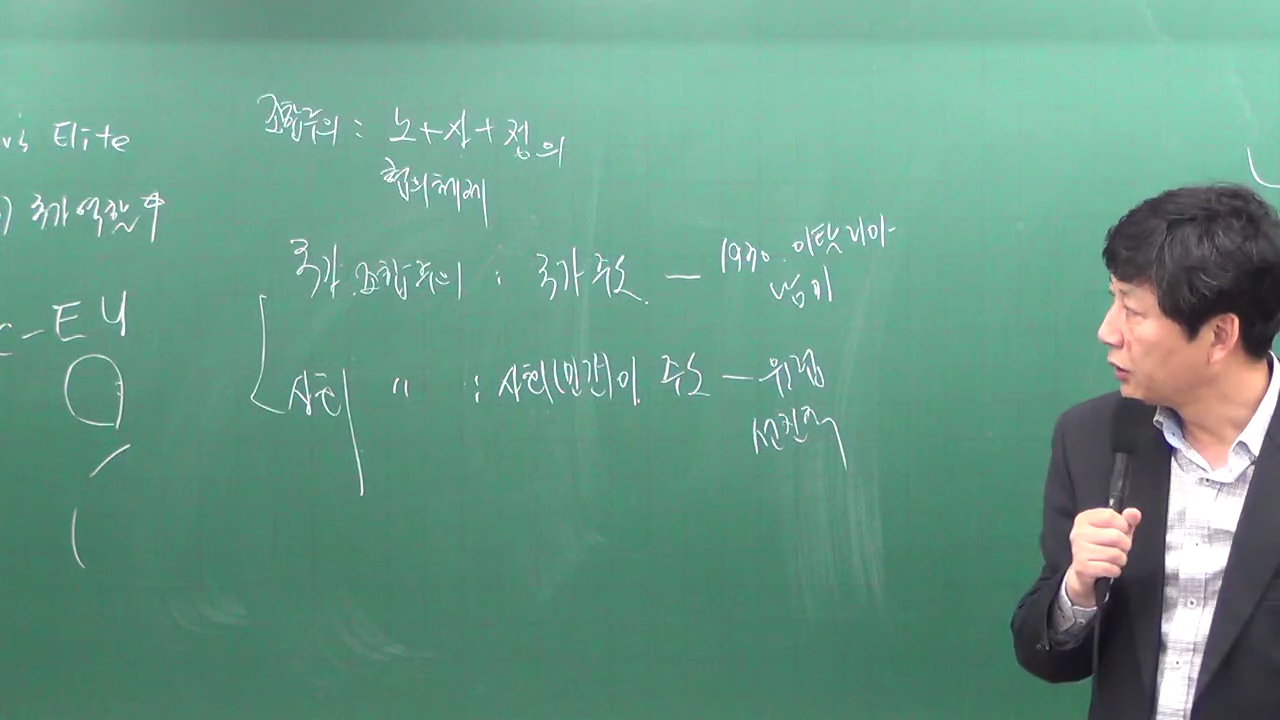 Elite
국가역할
EU
조합주의 : 노+사+정의
협의체제
국가 조합주의 : 국가 주도 — 이탈리아
남미
사회 〃 : 사회(민간)이 주도 — 유럽
선진국